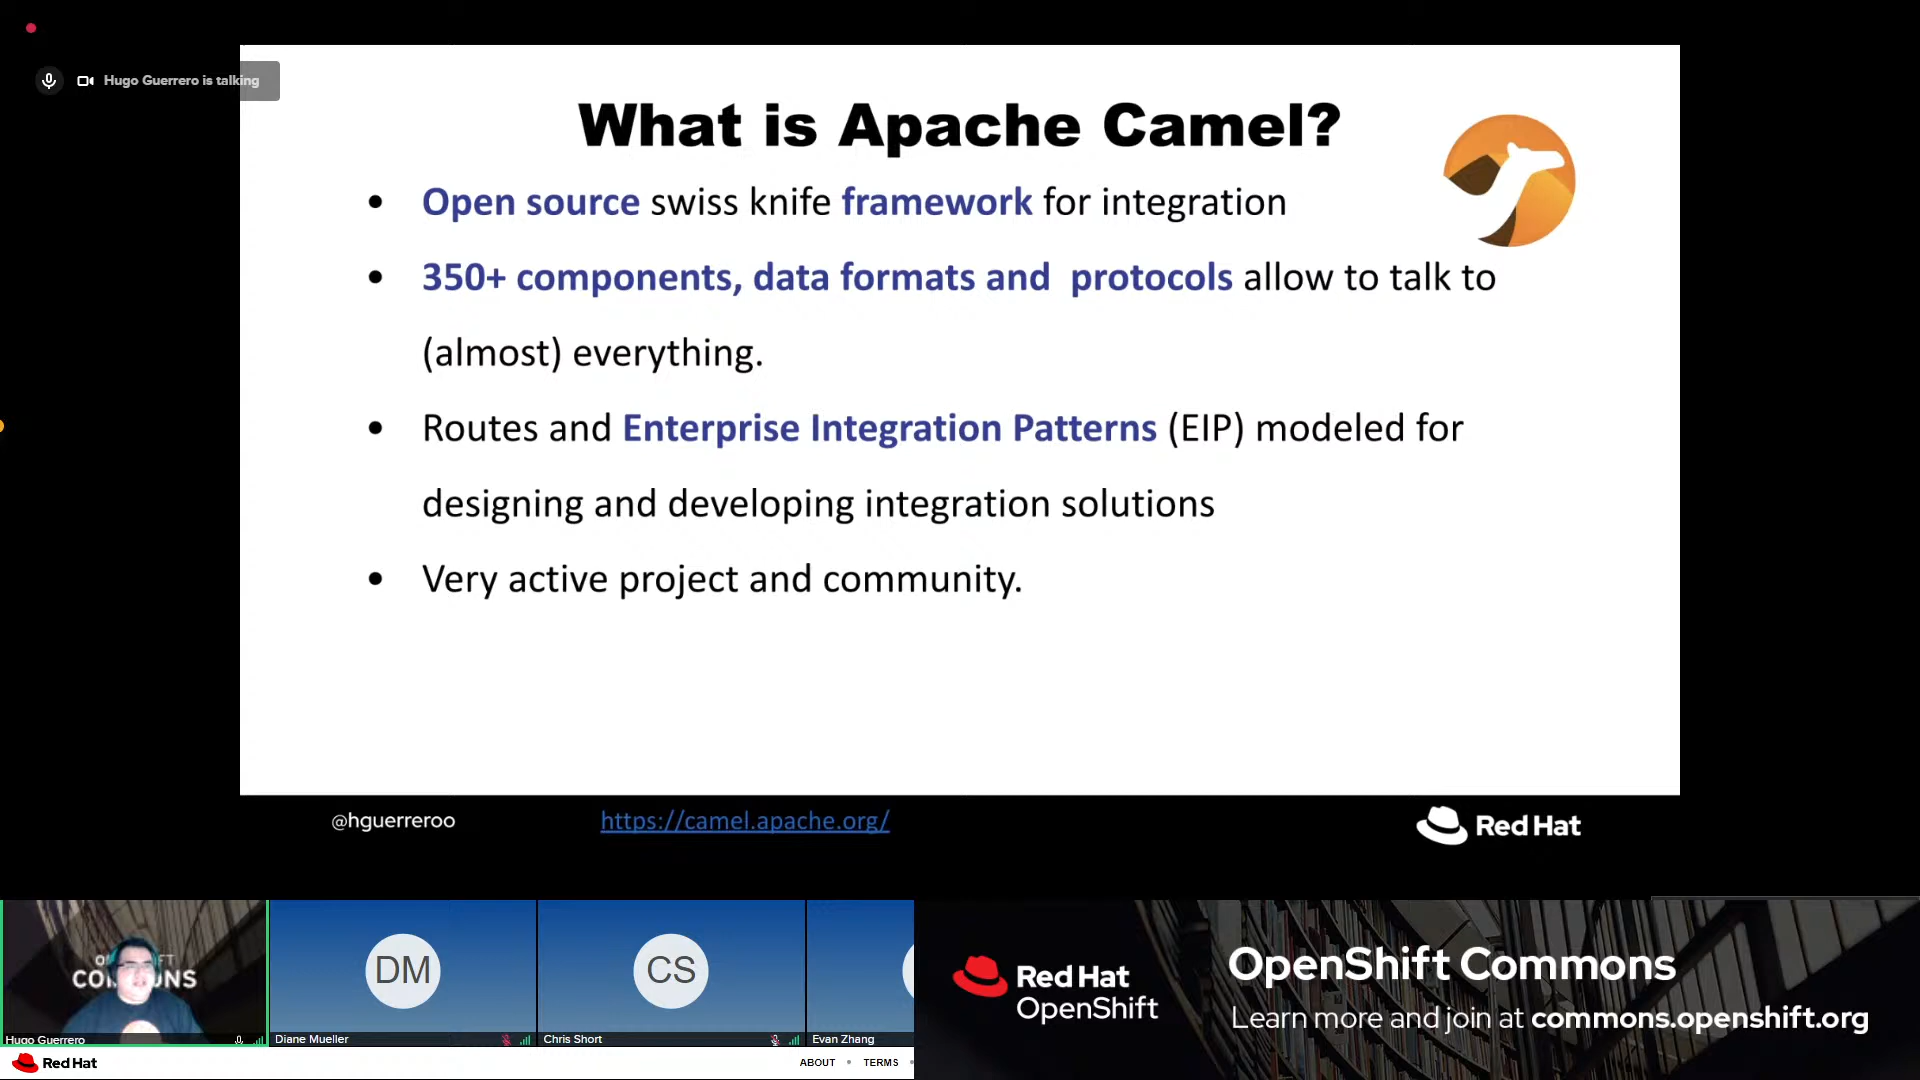 Hugo Guerrero is talking
What is Apache Camel?
• Open source swiss knife framework for integration
• 350+ components, data formats and protocols allow to talk to
(almost) everything.
• Routes and Enterprise Integration Patterns (EIP) modeled for
designing and developing integration solutions
• Very active project and community.
@hguerreroo
https://camel.apache.org/
Red Hat
COMMONS
Hugo Guerrero
DM
Diane Mueller
CS
Chris Short
Evan Zhang
Red Hat
ABOUT • TERMS
Red Hat
OpenShift
OpenShift Commons
Learn more and join at commons.openshift.org